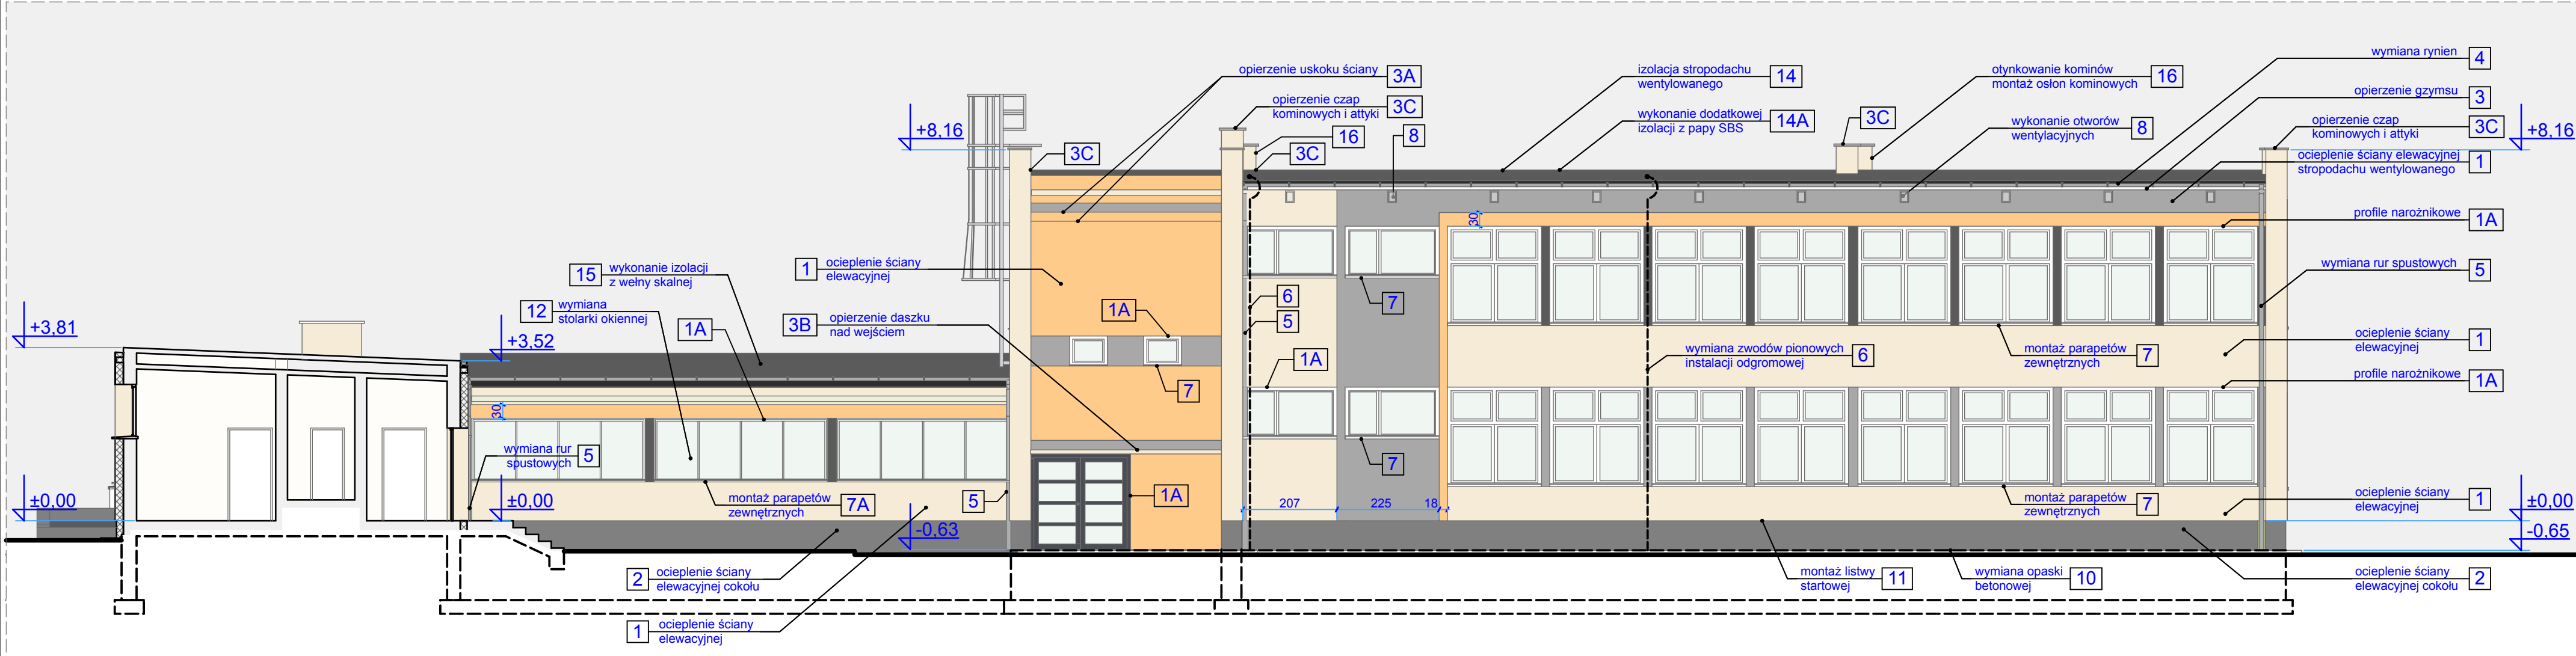 wymiana rynien 4
opierzenie uskoku ściany 3A
izolacja stropodachu
wentylowanego 14
otynkowanie kominów
montaż osłon kominowych 16
opierzenie gzymsu 3
opierzenie czap
kominowych i attyki 3C
wykonanie dodatkowej
izolacji z papy SBS 14A
3C
wykonanie otworów
wentylacyjnych 8
opierzenie czap
kominowych i attyki 3C
+8,16
+8,16
16
8
3C
3C
ocieplenie ściany elewacyjnej
stropodachu wentylowanego 1
30
profile narożnikowe 1A
15 wykonanie izolacji
z wełny skalnej
1 ocieplenie ściany
elewacyjnej
wymiana rur spustowych 5
12 wymiana
stolarki okiennej
1A
3B opierzenie daszku
nad wejściem
1A
6
5
7
+3,81
+3,52
1A
wymiana zwodów pionowych
instalacji odgromowej 6
montaż parapetów
zewnętrznych 7
ocieplenie ściany
elewacyjnej 1
7
profile narożnikowe 1A
30
wymiana rur
spustowych 5
7
±0,00
±0,00
montaż parapetów
zewnętrznych 7A
5
1A
207
225
18
montaż parapetów
zewnętrznych 7
ocieplenie ściany
elewacyjnej 1
±0,00
-0,63
-0,65
2 ocieplenie ściany
elewacyjnej cokołu
montaż listwy
startowej 11
wymiana opaski
betonowej 10
ocieplenie ściany
elewacyjnej cokołu 2
1 ocieplenie ściany
elewacyjnej